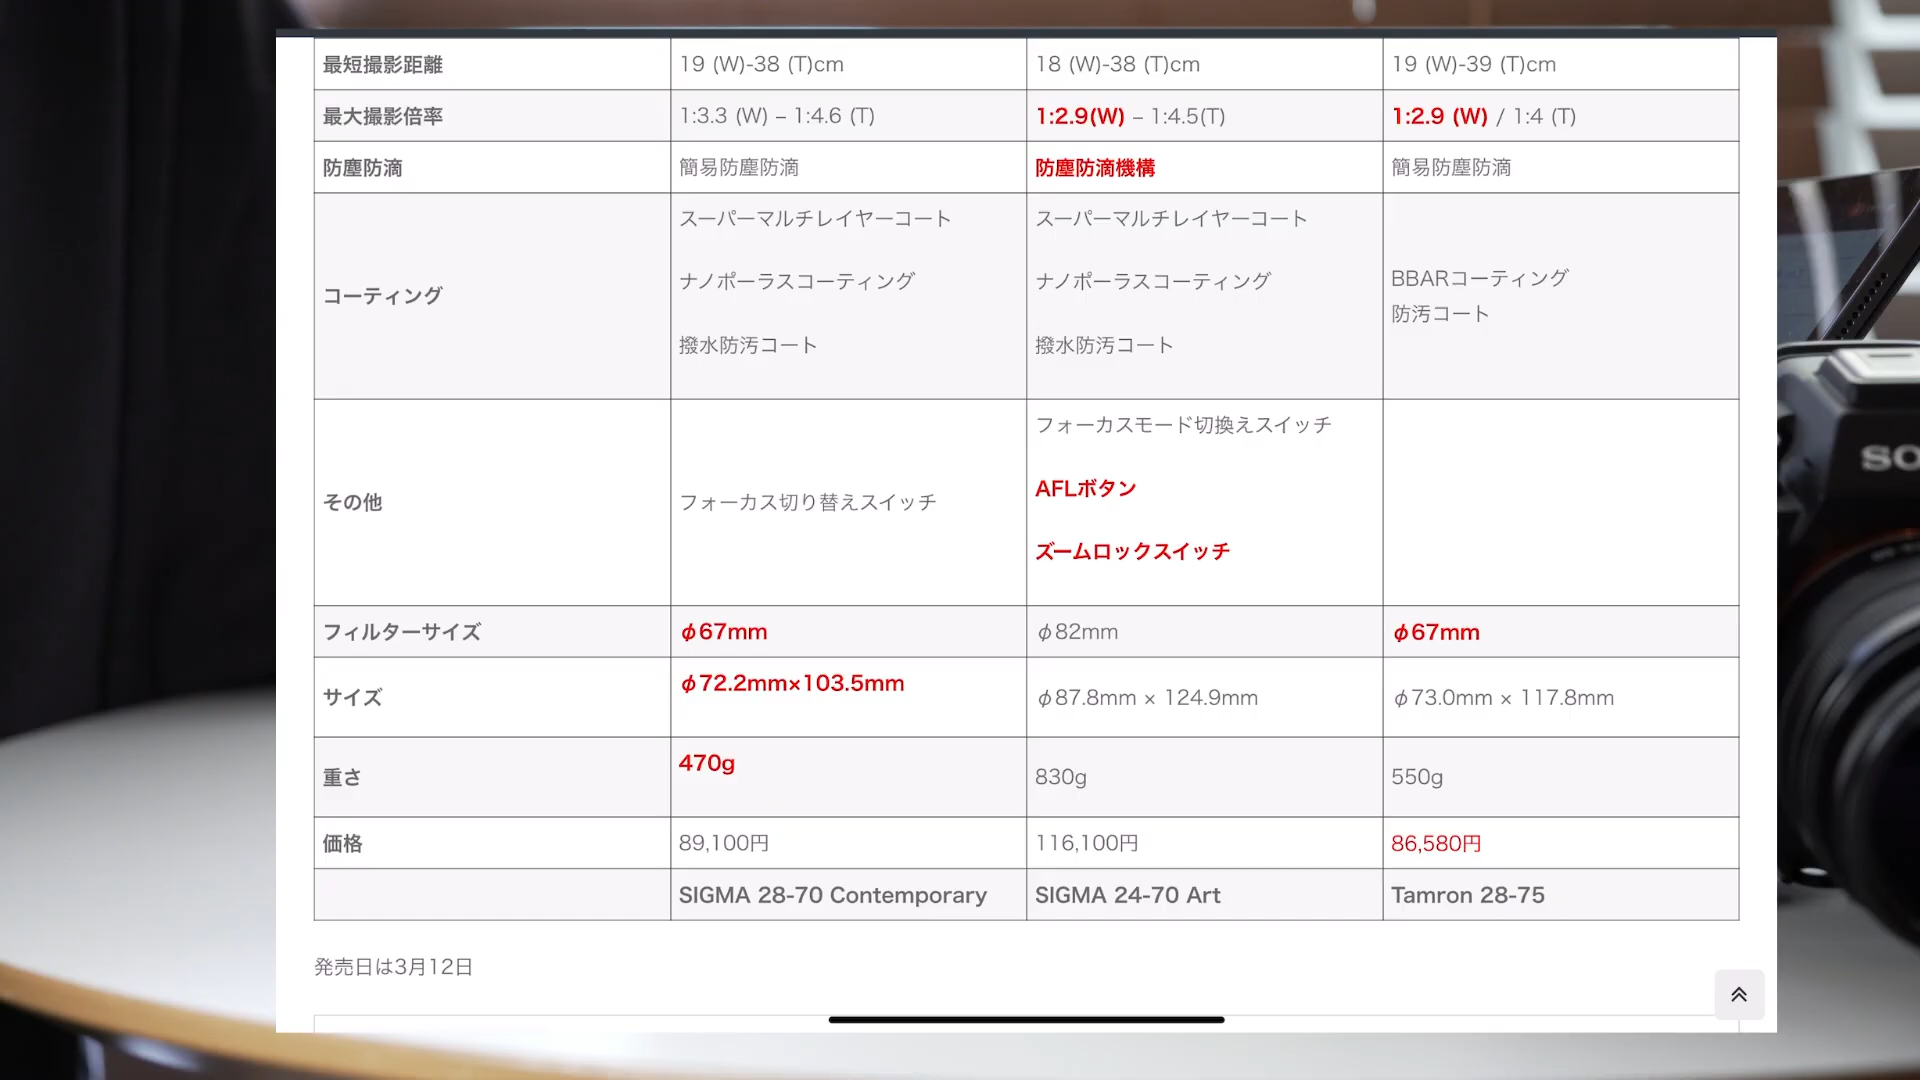 最短撮影距離
19 (W)-38 (T)cm
18 (W)-38 (T)cm
19 (W)-39 (T)cm
最大撮影倍率
1:3.3 (W) – 1:4.6 (T)
1:2.9(W) – 1:4.5(T)
1:2.9 (W) / 1:4 (T)
防塵防滴
簡易防塵防滴
防塵防滴機構
簡易防塵防滴
コーティング
スーパーマルチレイヤーコート
ナノポーラスコーティング
撥水防汚コート
スーパーマルチレイヤーコート
ナノポーラスコーティング
撥水防汚コート
BBARコーティング
防汚コート
その他
フォーカス切り替えスイッチ
フォーカスモード切換えスイッチ
AFLボタン
ズームロックスイッチ
フィルターサイズ
φ67mm
φ82mm
φ67mm
サイズ
φ72.2mm×103.5mm
φ87.8mm × 124.9mm
φ73.0mm × 117.8mm
重さ
470g
830g
550g
価格
89,100円
116,100円
86,580円
SIGMA 28-70 Contemporary
SIGMA 24-70 Art
Tamron 28-75
発売日は3月12日
SO